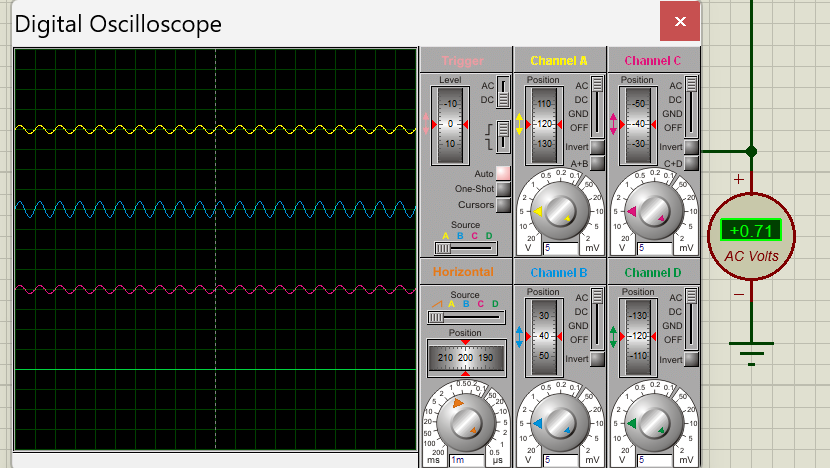 Digital Oscilloscope
Trigger
Level
AC
DC
-10
0
10
Auto
One-Shot
Cursors
Source
A B C D
Channel A
Position
AC
DC
GND
OFF
110
120
130
Invert
A+B
0.5 0.2 0.1
1 50
2 20
5 10
10 5
20 2
V 5 mV
Channel C
Position
AC
DC
GND
OFF
-50
-40
-30
Invert
C+D
0.5 0.2 0.1
1 50
2 20
5 10
10 5
20 2
V 5 mV
Horizontal
Source
A B C D
Position
210 200 190
1 0.5 0.2 0.1
2 50
5 20
10 10
20 5
50 2
100 1
200 0.5
ms 1m µs
Channel B
Position
AC
DC
GND
OFF
30
40
50
Invert
0.5 0.2 0.1
1 50
2 20
5 10
10 5
20 2
V 5 mV
Channel D
Position
AC
DC
GND
OFF
-130
-120
-110
Invert
0.5 0.2 0.1
1 50
2 20
5 10
10 5
20 2
V 5 mV
+
+0.71
AC Volts
−